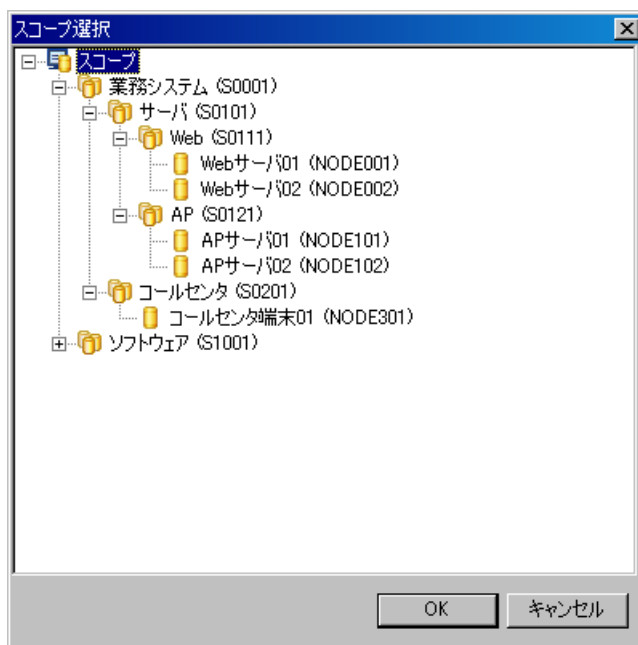 スコープ選択
スコープ
業務システム (S0001)
サーバ (S0101)
Web (S0111)
Webサーバ01 (NODE001)
Webサーバ02 (NODE002)
AP (S0121)
APサーバ01 (NODE101)
APサーバ02 (NODE102)
コールセンタ (S0201)
コールセンタ端末01 (NODE301)
ソフトウェア (S1001)
OK キャンセル